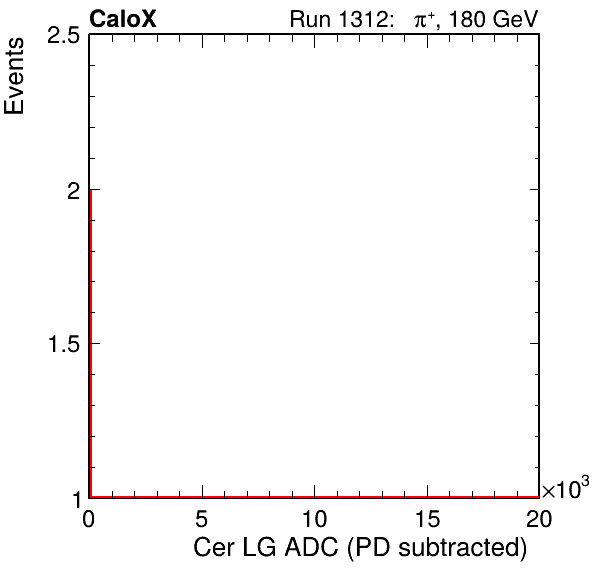 CaloX Run 1312: π⁺, 180 GeV
Events
2.5
2
1.5
1
0 5 10 15 20
×10³
Cer LG ADC (PD subtracted)